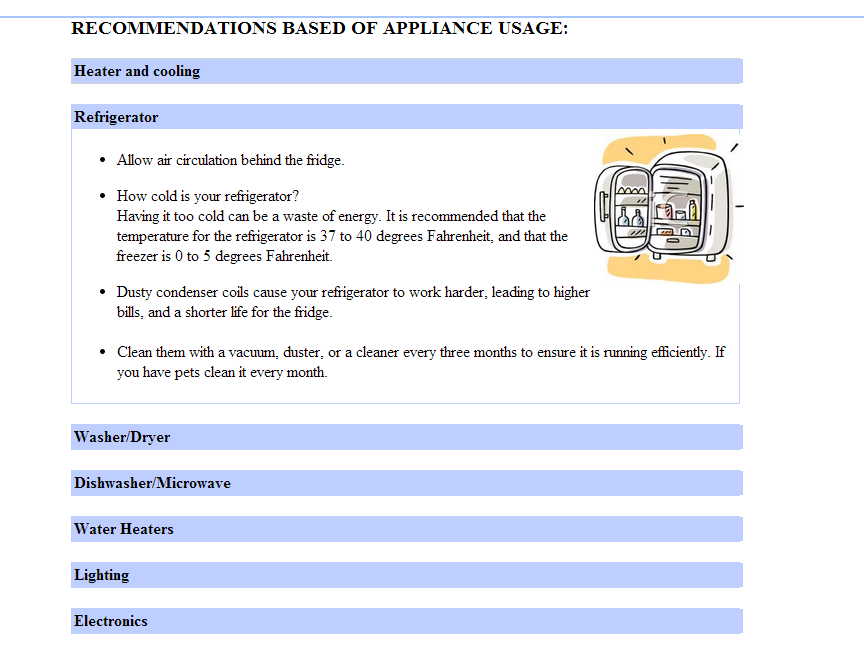 RECOMMENDATIONS BASED OF APPLIANCE USAGE:
Heater and cooling
Refrigerator
• Allow air circulation behind the fridge.
• How cold is your refrigerator?
Having it too cold can be a waste of energy. It is recommended that the
temperature for the refrigerator is 37 to 40 degrees Fahrenheit, and that the
freezer is 0 to 5 degrees Fahrenheit.
• Dusty condenser coils cause your refrigerator to work harder, leading to higher
bills, and a shorter life for the fridge.
• Clean them with a vacuum, duster, or a cleaner every three months to ensure it is running efficiently. If
you have pets clean it every month.
Washer/Dryer
Dishwasher/Microwave
Water Heaters
Lighting
Electronics